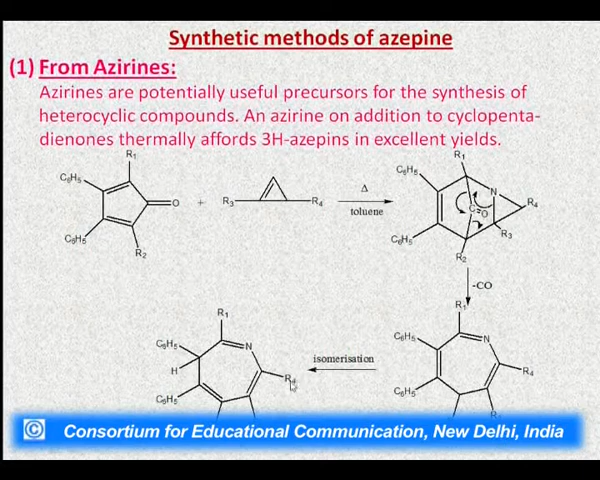 Synthetic methods of azepine
(1) From Azirines:
Azirines are potentially useful precursors for the synthesis of
heterocyclic compounds. An azirine on addition to cyclopenta-
dienones thermally affords 3H-azepins in excellent yields.
R₁
C₆H₅
O
C₆H₅
R₂
+
R₃
R₄
Δ
toluene
R₁
C₆H₅
N
R₄
C=O
R₃
C₆H₅
R₂
-CO
R₁
C₆H₅
N
R₄
C₆H₅
isomerisation
R₁
C₆H₅
N
H
R₄
C₆H₅
© Consortium for Educational Communication, New Delhi, India